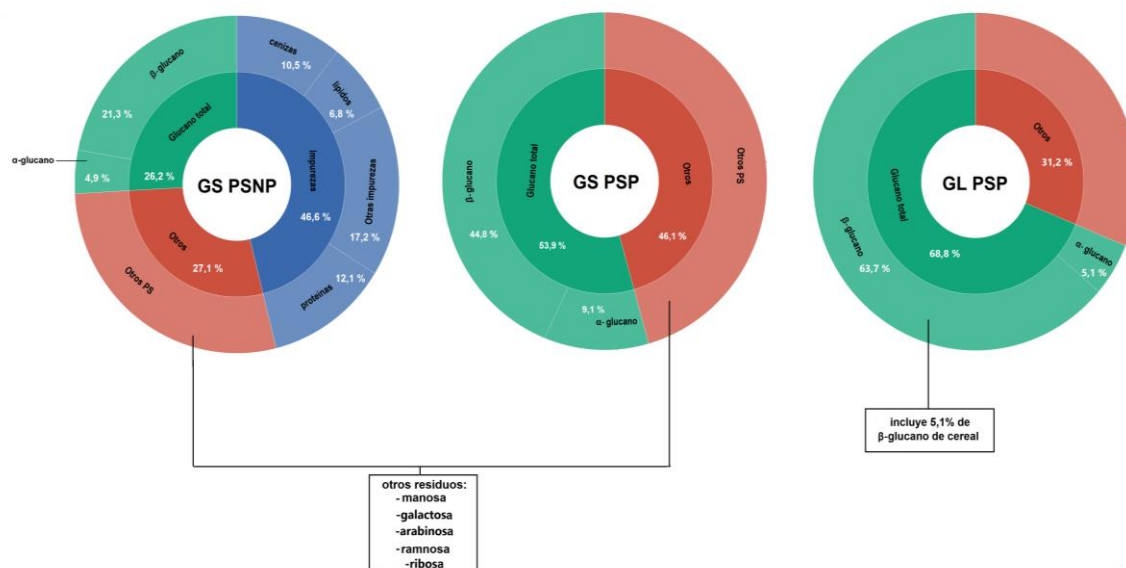 cenizas
10,5 %
lípidos
6,8 %
Otras impurezas
17,2 %
12,1 %
proteínas
Impurezas
46,6 %
β- glucano
21,3 %
Glucano total
26,2 %
α-glucano
4,9 %
Otros
27,1 %
Otros PS
GS PSNP
β- glucano
44,8 %
Glucano total
53,9 %
9,1 %
α- glucano
Otros
46,1 %
Otros PS
GS PSP
Otros
31,2 %
α- glucano
5,1 %
β-glucano
63,7 %
Glucano total
68,8 %
GL PSP
incluye 5,1% de
β-glucano de cereal
otros residuos:
- manosa
-galactosa
-arabinosa
-ramnosa
-ribosa